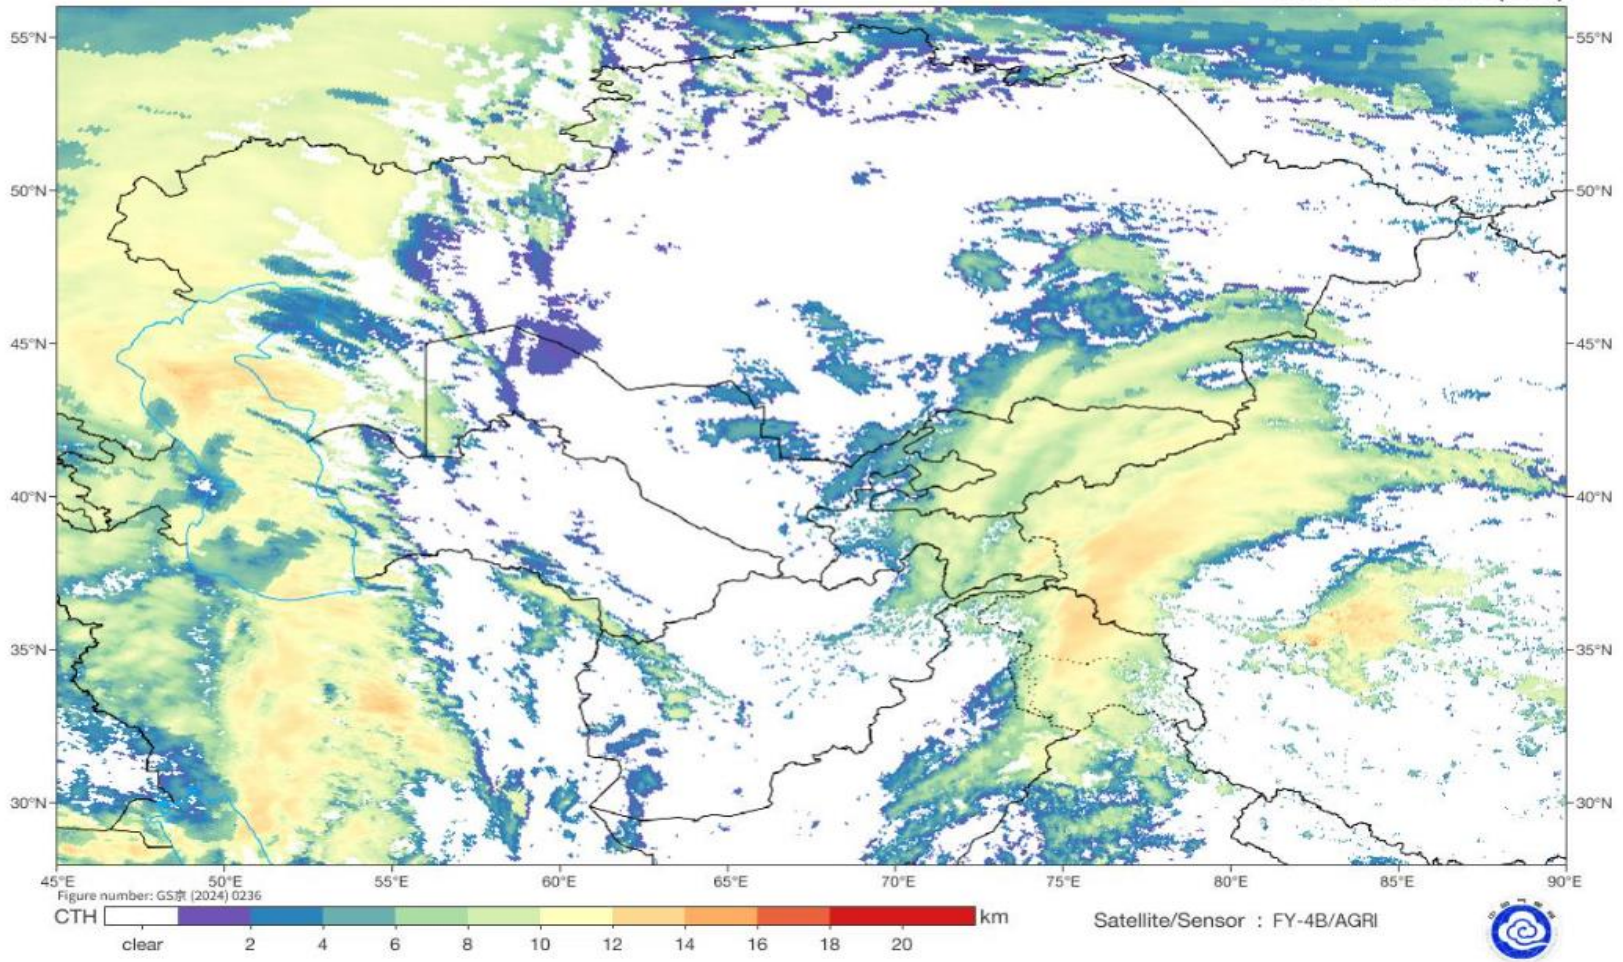 55°N 55°N
50°N 50°N
45°N 45°N
40°N 40°N
35°N 35°N
30°N 30°N
45°E 50°E 55°E 60°E 65°E 70°E 75°E 80°E 85°E 90°E
Figure number: GS京 (2024) 0236
CTH km
clear 2 4 6 8 10 12 14 16 18 20
Satellite/Sensor : FY-4B/AGRI